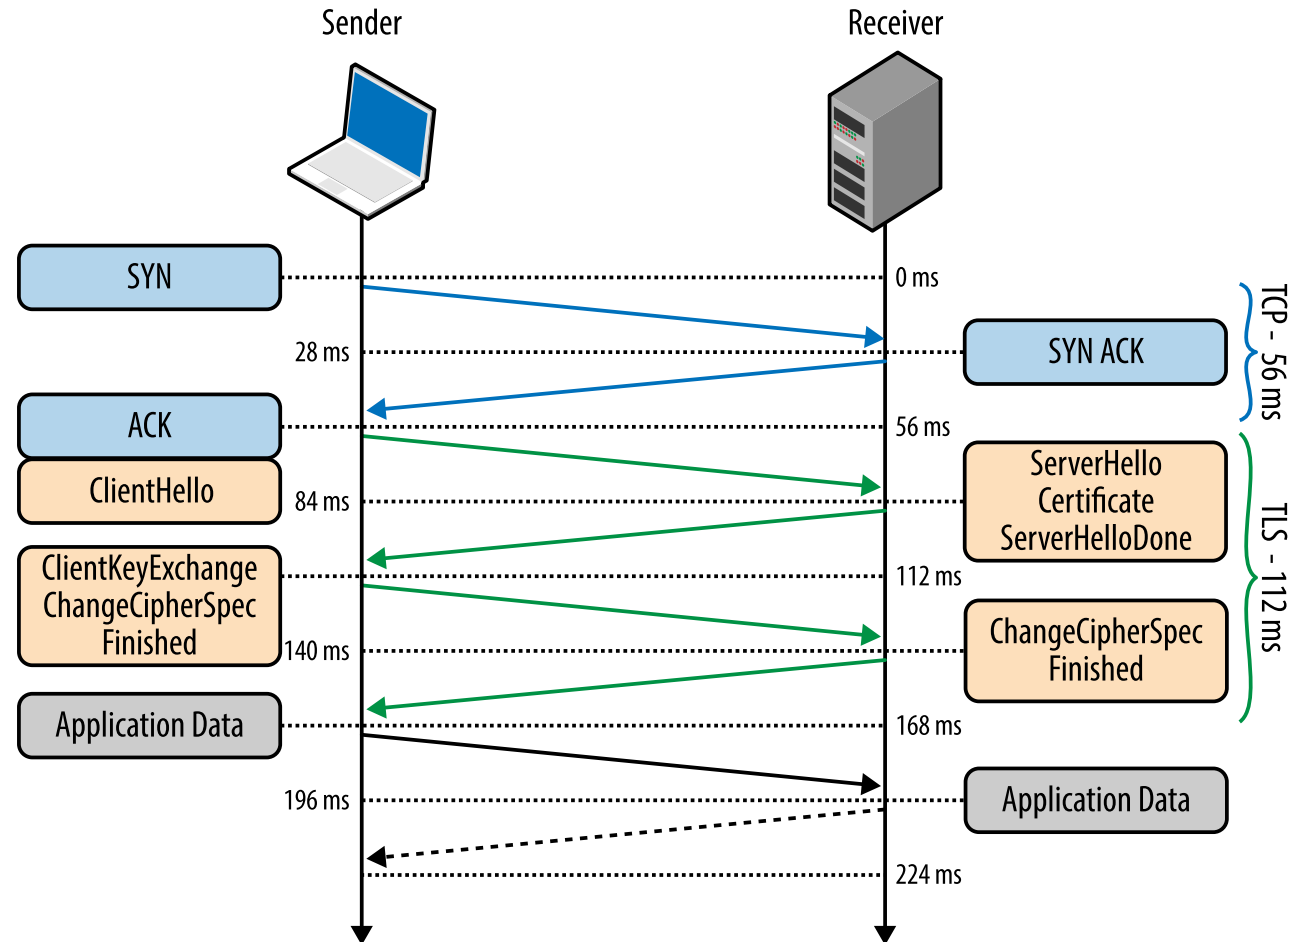 Sender
Receiver
SYN
0 ms
28 ms
SYN ACK
TCP - 56 ms
ACK
56 ms
ClientHello
84 ms
ServerHello
Certificate
ServerHelloDone
TLS - 112 ms
ClientKeyExchange
ChangeCipherSpec
Finished
112 ms
140 ms
ChangeCipherSpec
Finished
Application Data
168 ms
196 ms
Application Data
224 ms